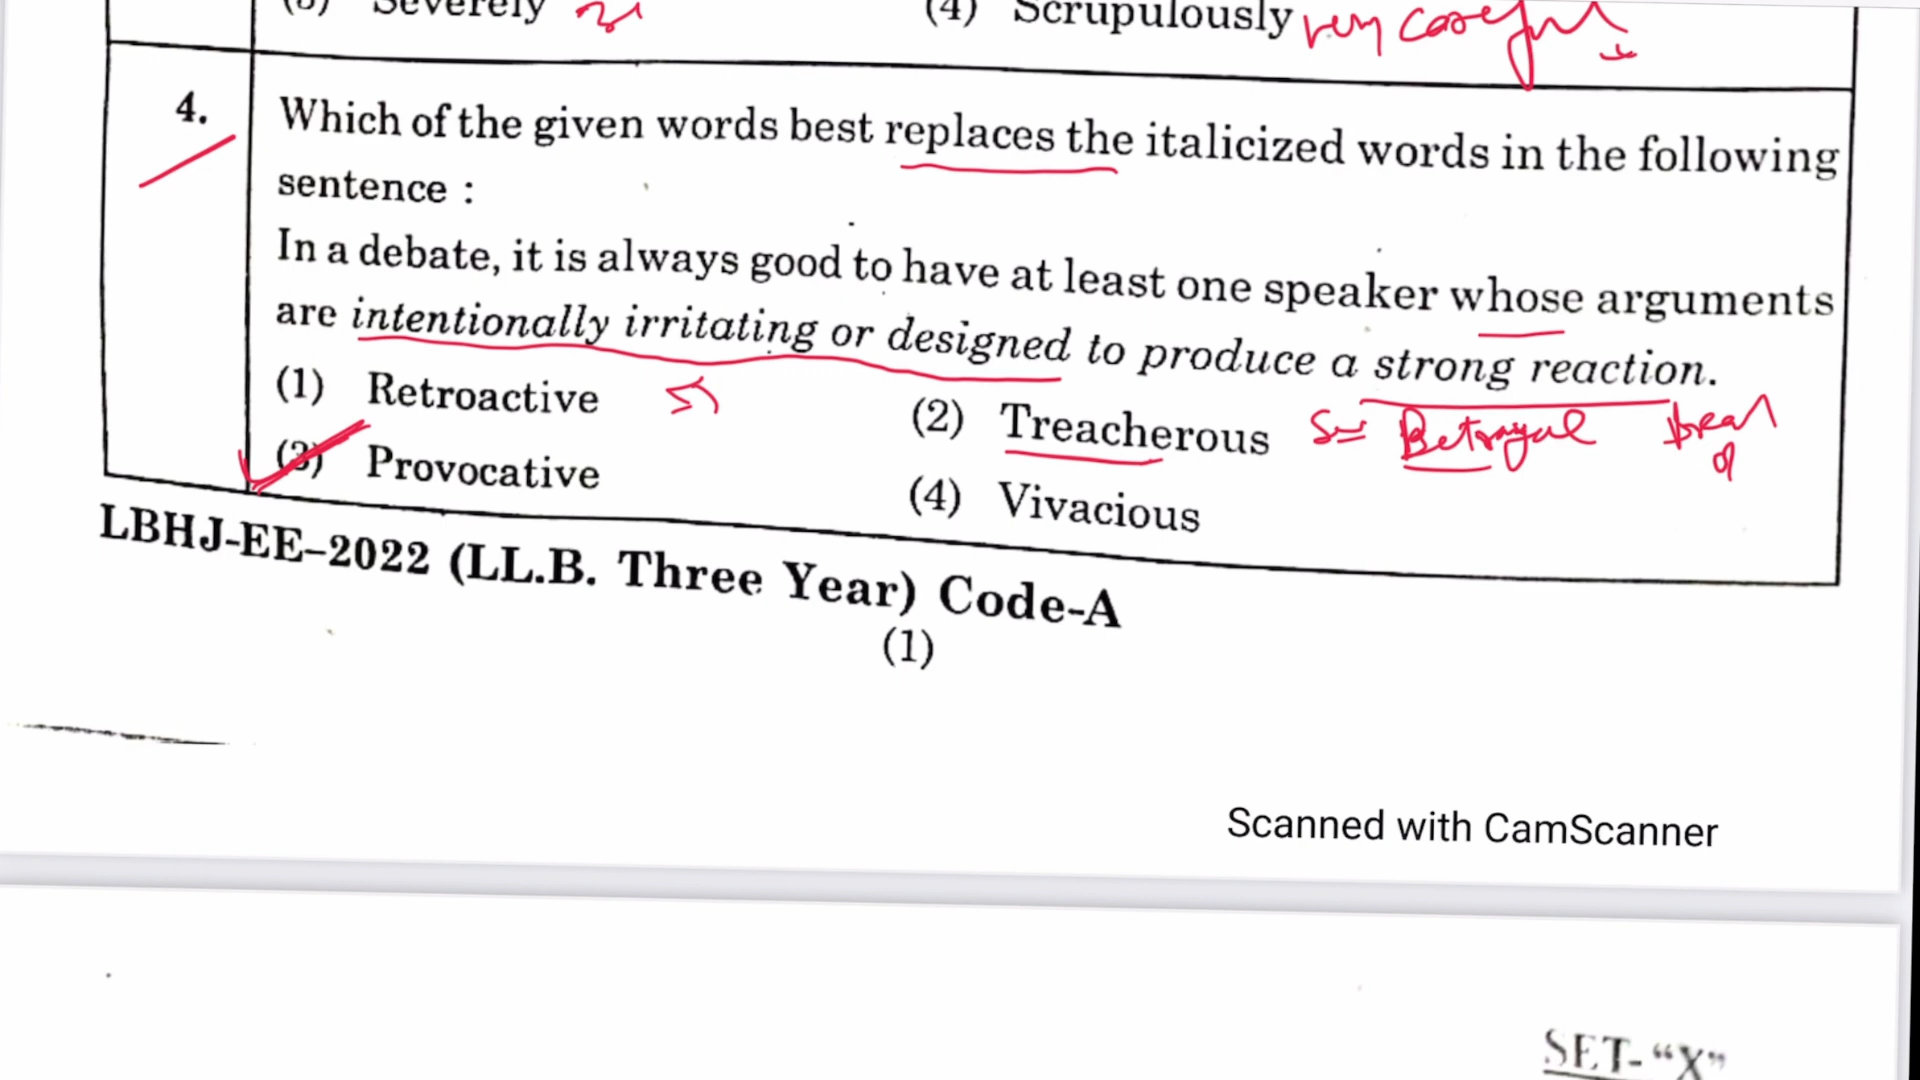 (3) Severely
(4) Scrupulously very careful
4. Which of the given words best replaces the italicized words in the following
sentence :
In a debate, it is always good to have at least one speaker whose arguments
are intentionally irritating or designed to produce a strong reaction.
(1) Retroactive
(2) Treacherous Betrayal
(3) Provocative
(4) Vivacious
LBHJ-EE–2022 (LL.B. Three Year) Code-A
(1)
Scanned with CamScanner
SET-“X”